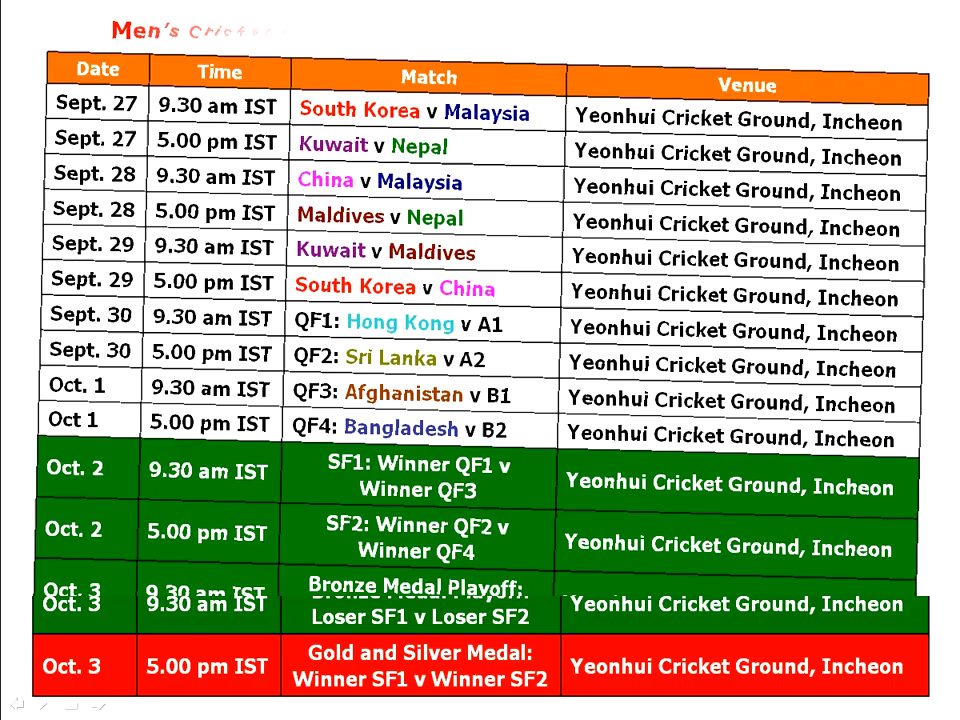 Men's Cricket
Date Time Match Venue
Sept. 27 9.30 am IST South Korea v Malaysia Yeonhui Cricket Ground, Incheon
Sept. 27 5.00 pm IST Kuwait v Nepal Yeonhui Cricket Ground, Incheon
Sept. 28 9.30 am IST China v Malaysia Yeonhui Cricket Ground, Incheon
Sept. 28 5.00 pm IST Maldives v Nepal Yeonhui Cricket Ground, Incheon
Sept. 29 9.30 am IST Kuwait v Maldives Yeonhui Cricket Ground, Incheon
Sept. 29 5.00 pm IST South Korea v China Yeonhui Cricket Ground, Incheon
Sept. 30 9.30 am IST QF1: Hong Kong v A1 Yeonhui Cricket Ground, Incheon
Sept. 30 5.00 pm IST QF2: Sri Lanka v A2 Yeonhui Cricket Ground, Incheon
Oct. 1 9.30 am IST QF3: Afghanistan v B1 Yeonhui Cricket Ground, Incheon
Oct 1 5.00 pm IST QF4: Bangladesh v B2 Yeonhui Cricket Ground, Incheon
Oct. 2 9.30 am IST SF1: Winner QF1 v
Winner QF3 Yeonhui Cricket Ground, Incheon
Oct. 2 5.00 pm IST SF2: Winner QF2 v
Winner QF4 Yeonhui Cricket Ground, Incheon
Oct. 3 9.30 am IST Bronze Medal Playoff:
Oct. 3 9.30 am IST Yeonhui Cricket Ground, Incheon
Loser SF1 v Loser SF2
Oct. 3 5.00 pm IST Gold and Silver Medal:
Winner SF1 v Winner SF2 Yeonhui Cricket Ground, Incheon